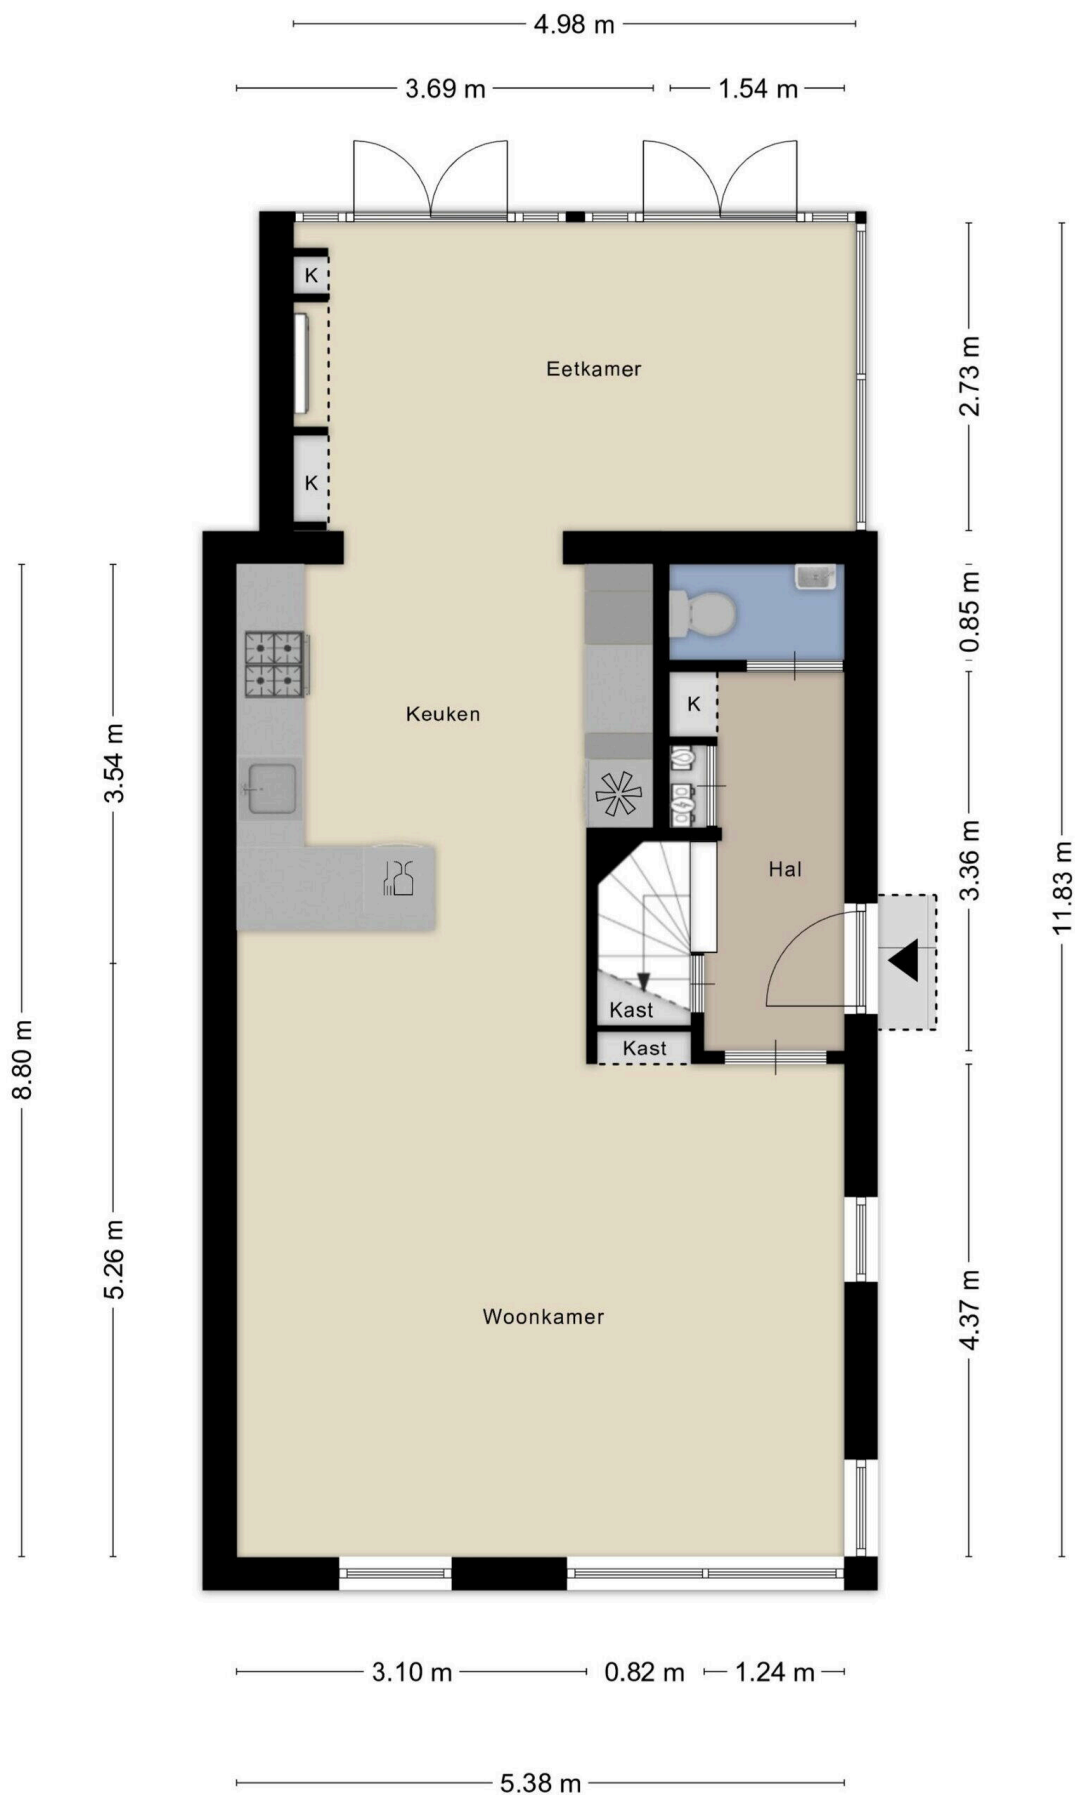 4.98 m
3.69 m
1.54 m
K
Eetkamer
2.73 m
K
0.85 m
Keuken
K
3.54 m
Hal
3.36 m
11.83 m
Kast
Kast
8.80 m
5.26 m
Woonkamer
4.37 m
3.10 m
0.82 m
1.24 m
5.38 m